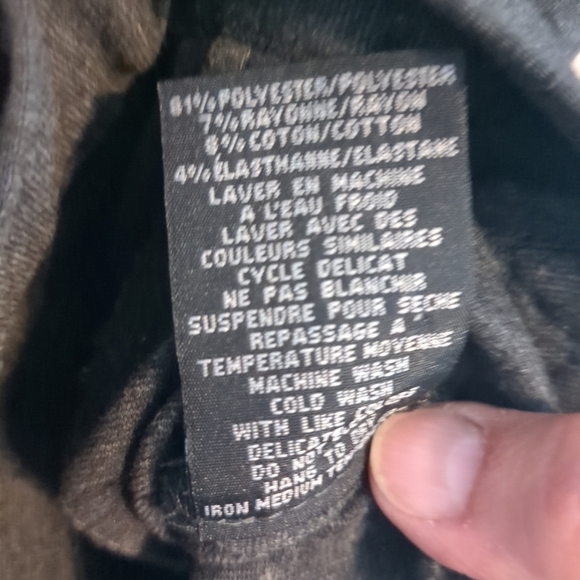 81% POLYESTER/POLYESTER
7% RAYONNE/RAYON
8% COTON/COTTON
4% ELASTHANNE/ELASTANE
LAVER EN MACHINE
A L'EAU FROID
LAVER AVEC DES
COULEURS SIMILAIRES
CYCLE DELICAT
NE PAS BLANCHIR
SUSPENDRE POUR SECHE
REPASSAGE A
TEMPERATURE MOYENNE
MACHINE WASH
COLD WASH
WITH LIKE
DELICATE
DO NOT
HANG TO
IRON MEDIUM